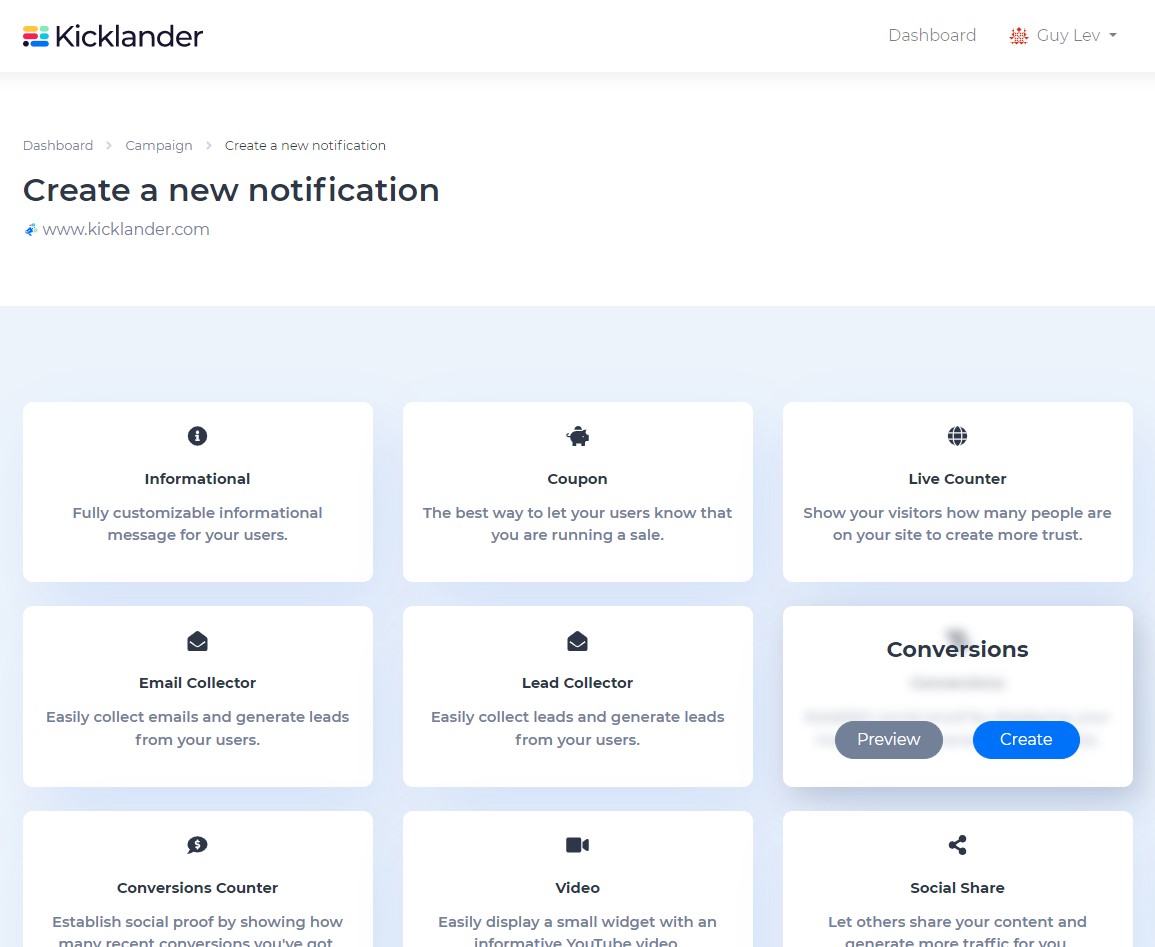 Kicklander
Dashboard
Guy Lev
Dashboard > Campaign > Create a new notification
Create a new notification
www.kicklander.com
Informational
Fully customizable informational
message for your users.
Coupon
The best way to let your users know that
you are running a sale.
Live Counter
Show your visitors how many people are
on your site to create more trust.
Email Collector
Easily collect emails and generate leads
from your users.
Lead Collector
Easily collect leads and generate leads
from your users.
Conversions
Preview
Create
Conversions Counter
Establish social proof by showing how
many recent conversions you've got
Video
Easily display a small widget with an
informative YouTube video
Social Share
Let others share your content and
generate more traffic for you